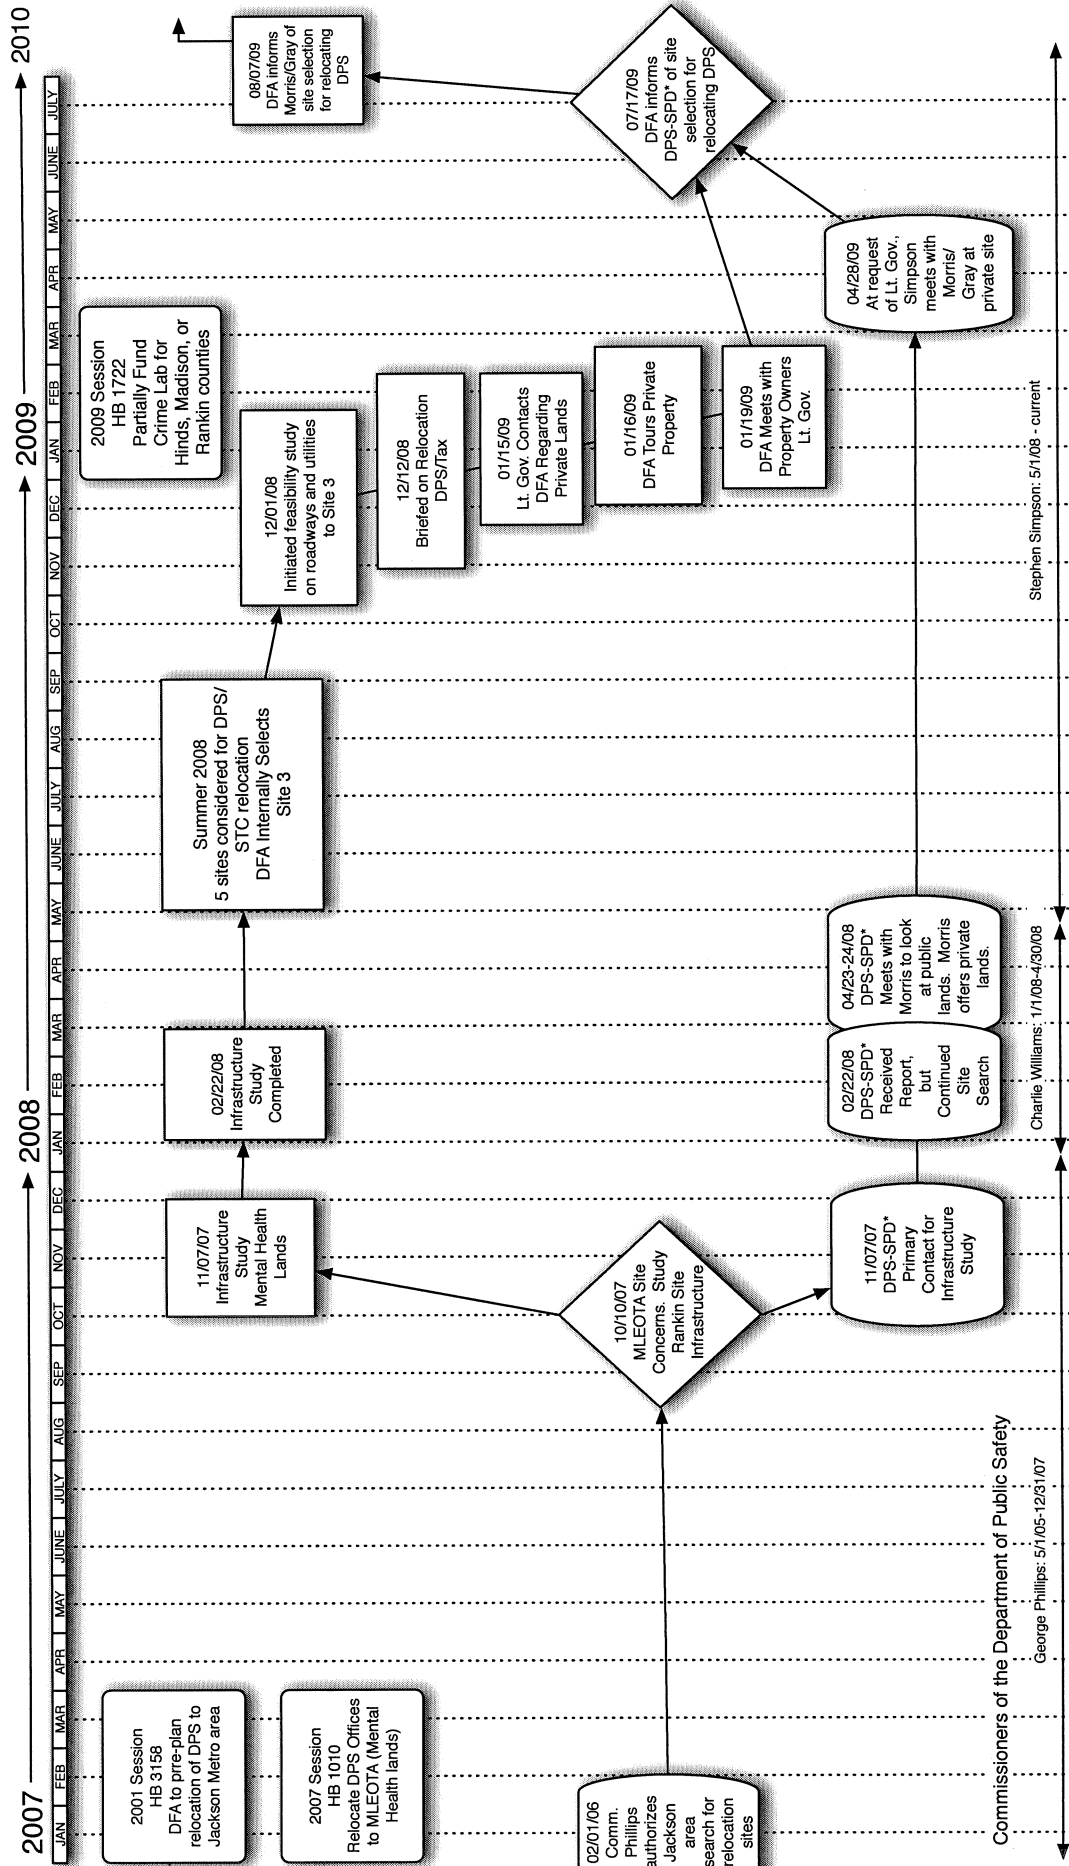 2007
2008
2009
2010
JAN
FEB
MAR
APR
MAY
JUNE
JULY
AUG
SEP
OCT
NOV
DEC
JAN
FEB
MAR
APR
MAY
JUNE
JULY
AUG
SEP
OCT
NOV
DEC
JAN
FEB
MAR
APR
MAY
JUNE
JULY
2001 Session
HB 3158
DFA to pre-plan
relocation of DPS to
Jackson Metro area
2007 Session
HB 1010
Relocate DPS Offices
to MLEOTA (Mental
Health lands)
02/01/06
Comm.
Phillips
authorizes
Jackson
area
search for
relocation
sites
10/10/07
MLEOTA Site
Concerns. Study
Rankin Site
Infrastructure
11/07/07
Infrastructure
Study
Mental Health
Lands
11/07/07
DPS-SPD*
Primary
Contact for
Infrastructure
Study
02/22/08
Infrastructure
Study
Completed
02/22/08
DPS-SPD*
Received
Report,
but
Continued
Site
Search
04/23-24/08
DPS-SPD*
Meets with
Morris to look
at public
lands. Morris
offers private
lands.
Summer 2008
5 sites considered for DPS/
STC relocation
DFA Internally Selects
Site 3
12/01/08
Initiated feasibility study
on roadways and utilities
to Site 3
12/12/08
Briefed on Relocation
DPS/Tax
01/15/09
Lt. Gov. Contacts
DFA Regarding
Private Lands
01/16/09
DFA Tours Private
Property
01/19/09
DFA Meets with
Property Owners
Lt. Gov.
2009 Session
HB 1722
Partially Fund
Crime Lab for
Hinds, Madison, or
Rankin counties
04/28/09
At request
of Lt. Gov.,
Simpson
meets with
Morris/
Gray at
private site
07/17/09
DFA informs
DPS-SPD* of site
selection for
relocating DPS
08/07/09
DFA informs
Morris/Gray of
site selection
for relocating
DPS
Commissioners of the Department of Public Safety
George Phillips: 5/1/05-12/31/07
Charlie Williams: 1/1/08-4/30/08
Stephen Simpson: 5/1/08 - current